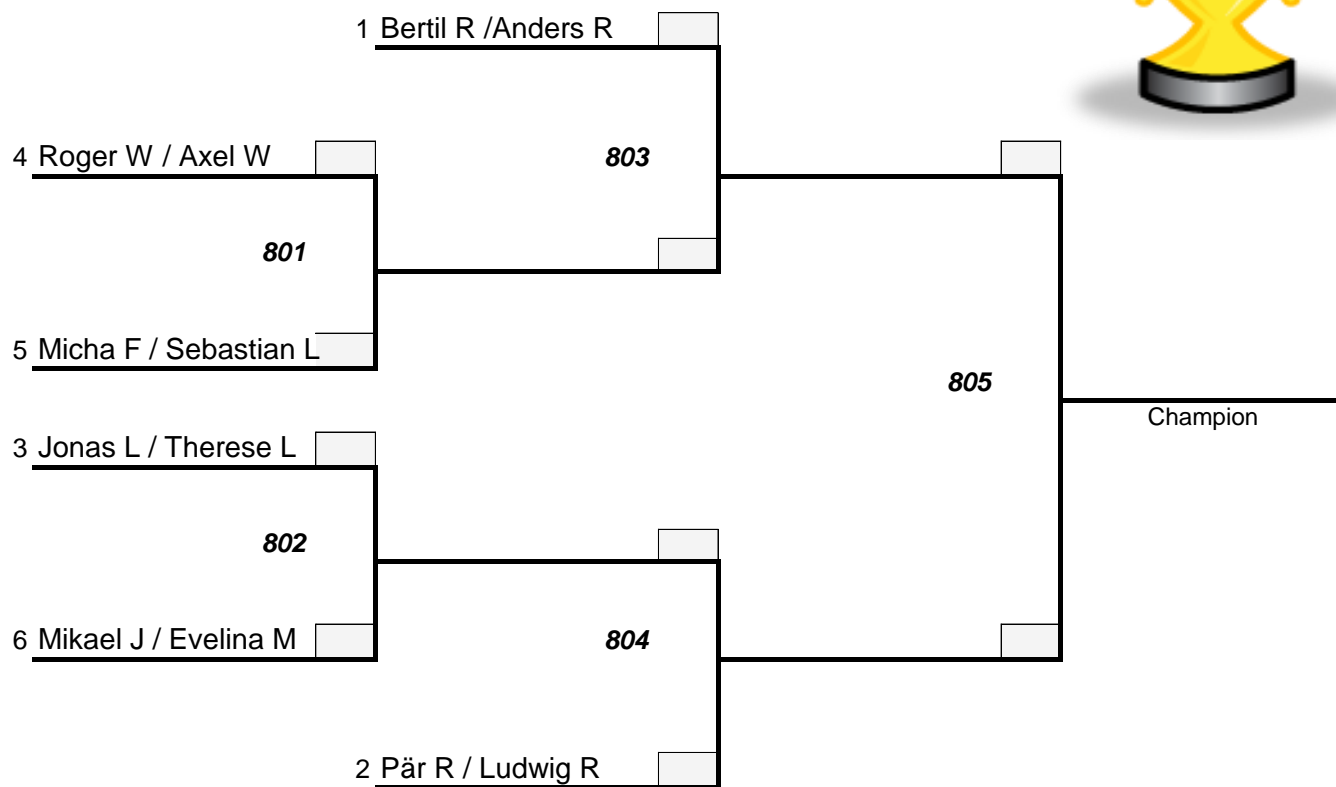 1 Bertil R /Anders R
4 Roger W / Axel W
803
801
5 Micha F / Sebastian L
805
Champion
3 Jonas L / Therese L
802
6 Mikael J / Evelina M
804
2 Pär R / Ludwig R